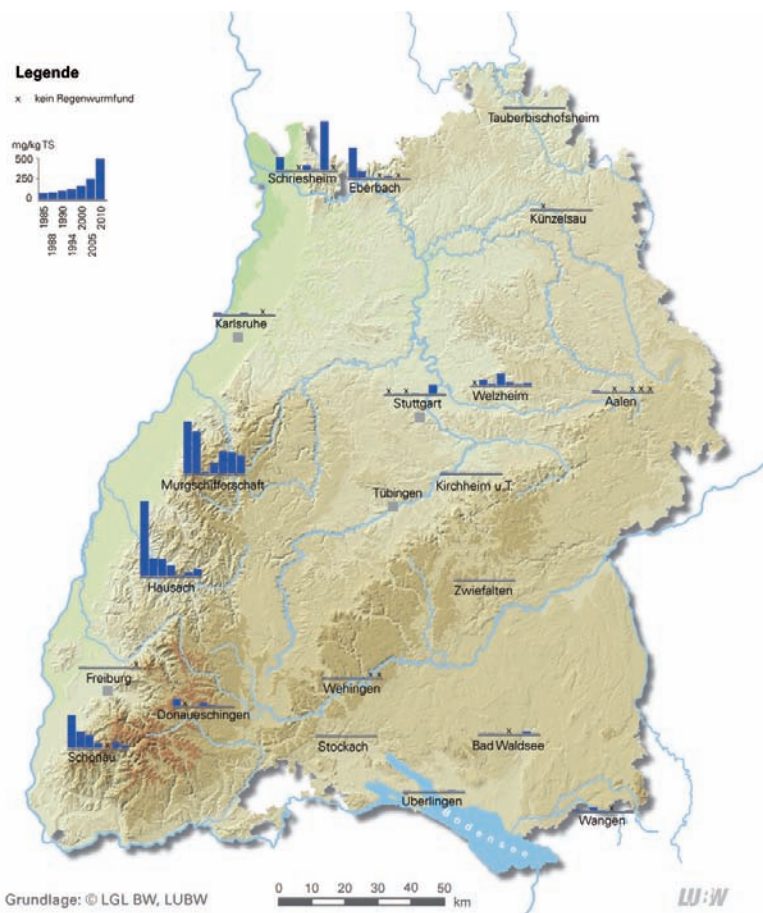 Legende
x kein Regenwurmfund
mg/kg TS
500
250
0
1985
1988
1990
1994
2000
2005
2010
Tauberbischofsheim
Schriesheim
Eberbach
Künzelsau
Karlsruhe
Stuttgart
Welzheim
Aalen
Murgschifferschaft
Tübingen
Kirchheim u.T.
Hausach
Zwiefalten
Freiburg
Wehingen
Donaueschingen
Schönau
Stockach
Bad Waldsee
Überlingen
Bodensee
Wangen
Grundlage: © LGL BW, LUBW
0 10 20 30 40 50
km
LUBW